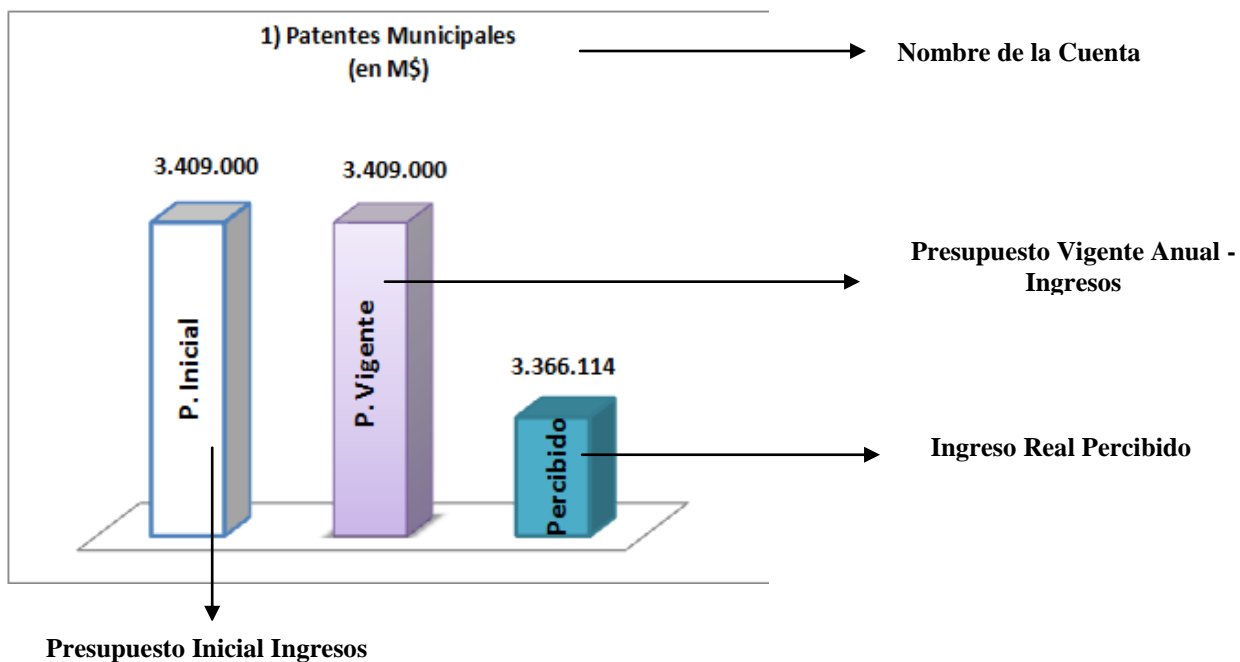 1) Patentes Municipales
(en M$)
Nombre de la Cuenta
3.409.000
3.409.000
Presupuesto Vigente Anual -
Ingresos
P. Inicial
P. Vigente
3.366.114
Percibido
Ingreso Real Percibido
Presupuesto Inicial Ingresos